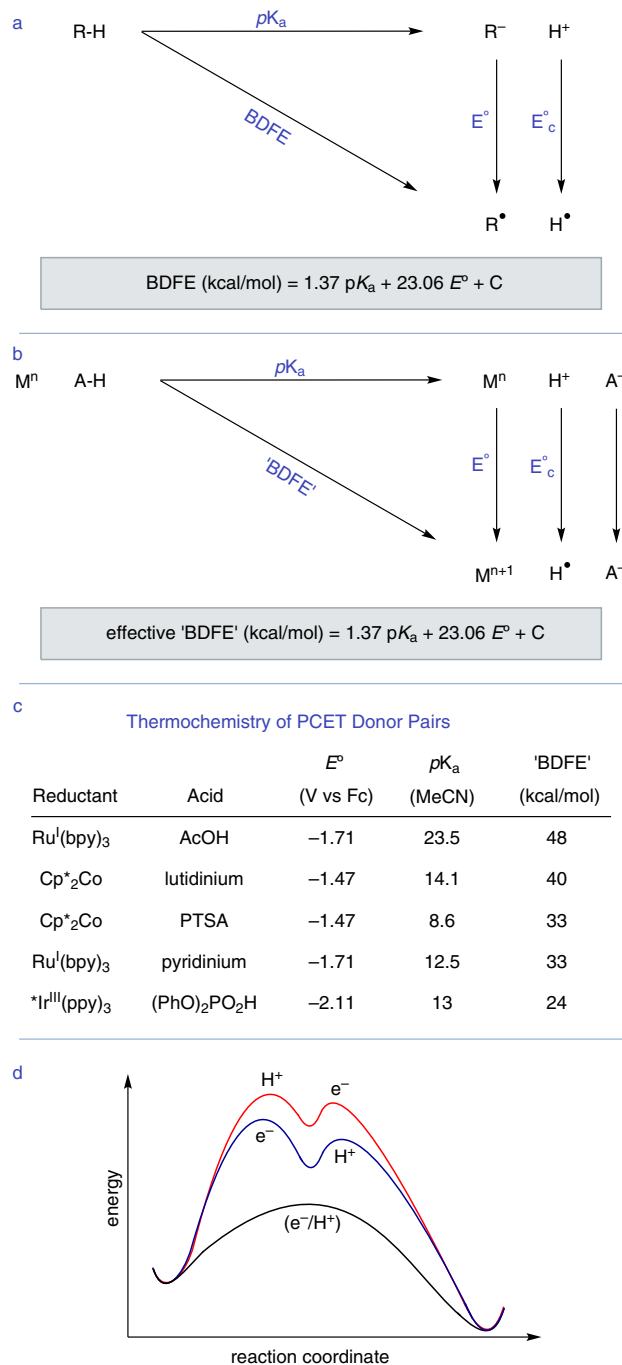 a
R-H pKₐ R⁻ H⁺
BDFE E° E°c
R• H•
BDFE (kcal/mol) = 1.37 pKₐ + 23.06 Eº + C
b
Mⁿ A-H pKₐ Mⁿ H⁺ A⁻
'BDFE' E° E°c
Mⁿ⁺¹ H• A⁻
effective 'BDFE' (kcal/mol) = 1.37 pKₐ + 23.06 Eº + C
c
Thermochemistry of PCET Donor Pairs
Eº pKₐ 'BDFE'
Reductant Acid (V vs Fc) (MeCN) (kcal/mol)
Ruᴵ(bpy)₃ AcOH –1.71 23.5 48
Cp*₂Co lutidinium –1.47 14.1 40
Cp*₂Co PTSA –1.47 8.6 33
Ruᴵ(bpy)₃ pyridinium –1.71 12.5 33
*Irᴵᴵᴵ(ppy)₃ (PhO)₂PO₂H –2.11 13 24
d
H⁺ e⁻
e⁻ H⁺
(e⁻/H⁺)
energy
reaction coordinate